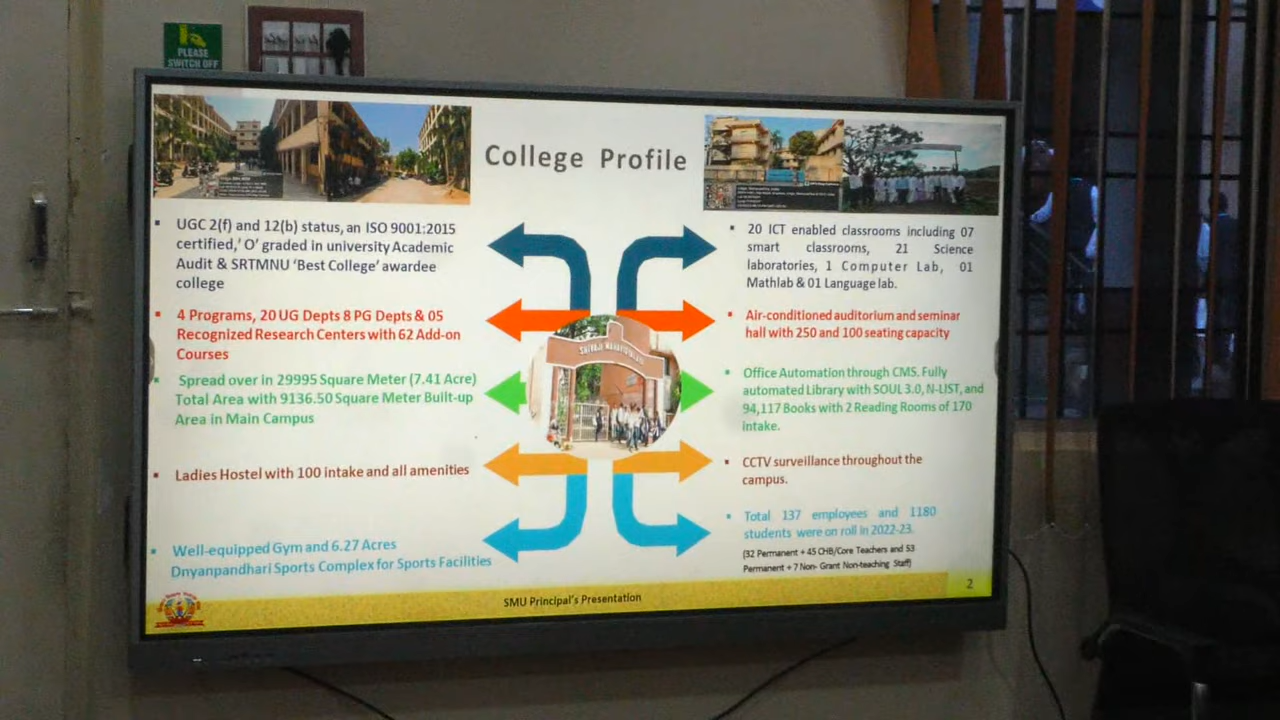 PLEASE
SWITCH OFF
College Profile
UGC 2(f) and 12(b) status, an ISO 9001:2015
certified,' O' graded in university Academic
Audit & SRTMNU 'Best College' awardee
college
4 Programs, 20 UG Depts 8 PG Depts & 05
Recognized Research Centers with 62 Add-on
Courses
Spread over in 29995 Square Meter (7.41 Acre)
Total Area with 9136.50 Square Meter Built-up
Area in Main Campus
Ladies Hostel with 100 intake and all amenities
Well-equipped Gym and 6.27 Acres
Dnyanpandhari Sports Complex for Sports Facilities
20 ICT enabled classrooms including 07
smart classrooms, 21 Science
laboratories, 1 Computer Lab, 01
Mathlab & 01 Language lab.
Air-conditioned auditorium and seminar
hall with 250 and 100 seating capacity
Office Automation through CMS. Fully
automated Library with SOUL 3.0, N-LIST, and
94,117 Books with 2 Reading Rooms of 170
intake.
CCTV surveillance throughout the
campus.
Total 137 employees and 1180
students were on roll in 2022-23.
(32 Permanent + 45 CHB/Core Teachers and 53
Permanent + 7 Non- Grant Non-teaching Staff)
SMU Principal's Presentation
2